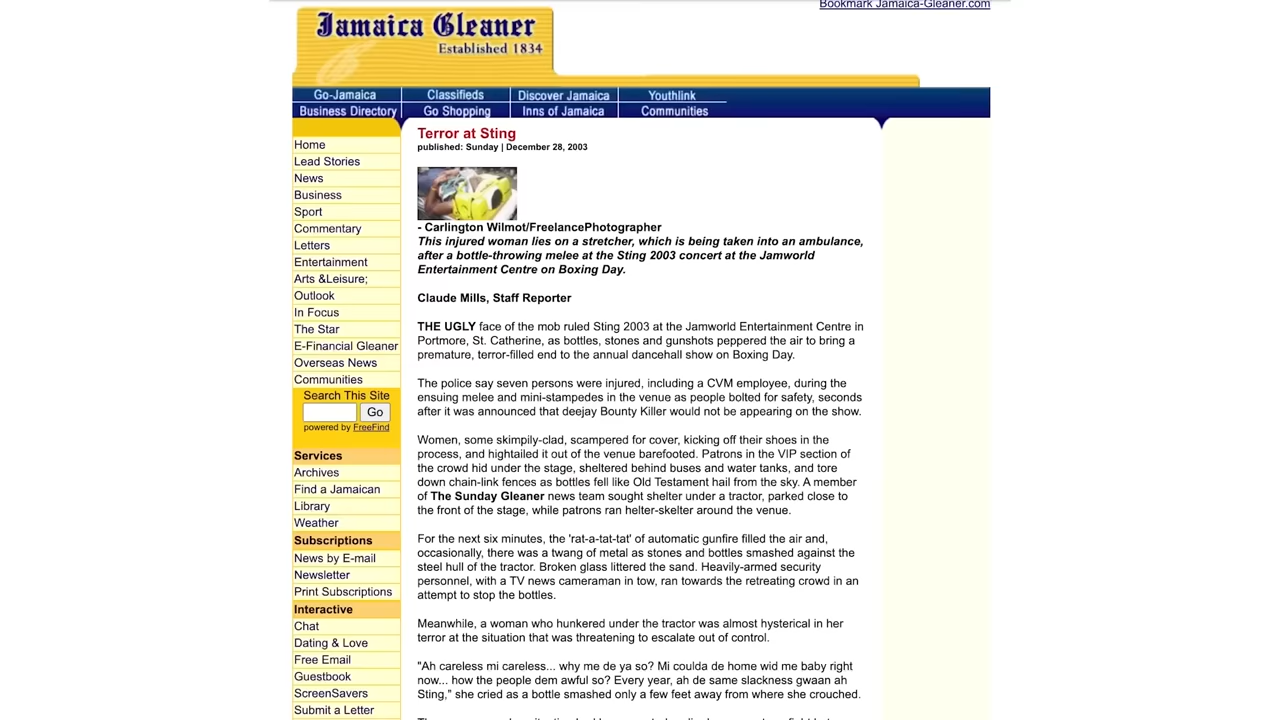 Bookmark Jamaica-Gleaner.com
Jamaica Gleaner
Established 1834
Go-Jamaica
Classifieds
Discover Jamaica
Youthlink
Business Directory
Go Shopping
Inns of Jamaica
Communities
Home
Lead Stories
News
Business
Sport
Commentary
Letters
Entertainment
Arts &Leisure;
Outlook
In Focus
The Star
E-Financial Gleaner
Overseas News
Communities
Search This Site
Go
powered by FreeFind
Services
Archives
Find a Jamaican
Library
Weather
Subscriptions
News by E-mail
Newsletter
Print Subscriptions
Interactive
Chat
Dating & Love
Free Email
Guestbook
ScreenSavers
Submit a Letter
Terror at Sting
published: Sunday | December 28, 2003
- Carlington Wilmot/FreelancePhotographer
This injured woman lies on a stretcher, which is being taken into an ambulance,
after a bottle-throwing melee at the Sting 2003 concert at the Jamworld
Entertainment Centre on Boxing Day.
Claude Mills, Staff Reporter
THE UGLY face of the mob ruled Sting 2003 at the Jamworld Entertainment Centre in
Portmore, St. Catherine, as bottles, stones and gunshots peppered the air to bring a
premature, terror-filled end to the annual dancehall show on Boxing Day.
The police say seven persons were injured, including a CVM employee, during the
ensuing melee and mini-stampedes in the venue as people bolted for safety, seconds
after it was announced that deejay Bounty Killer would not be appearing on the show.
Women, some skimpily-clad, scampered for cover, kicking off their shoes in the
process, and hightailed it out of the venue barefooted. Patrons in the VIP section of
the crowd hid under the stage, sheltered behind buses and water tanks, and tore
down chain-link fences as bottles fell like Old Testament hail from the sky. A member
of The Sunday Gleaner news team sought shelter under a tractor, parked close to
the front of the stage, while patrons ran helter-skelter around the venue.
For the next six minutes, the 'rat-a-tat-tat' of automatic gunfire filled the air and,
occasionally, there was a twang of metal as stones and bottles smashed against the
steel hull of the tractor. Broken glass littered the sand. Heavily-armed security
personnel, with a TV news cameraman in tow, ran towards the retreating crowd in an
attempt to stop the bottles.
Meanwhile, a woman who hunkered under the tractor was almost hysterical in her
terror at the situation that was threatening to escalate out of control.
"Ah careless mi careless... why me de ya so? Mi coulda de home wid me baby right
now... how the people dem awful so? Every year, ah de same slackness gwaan ah
Sting," she cried as a bottle smashed only a few feet away from where she crouched.